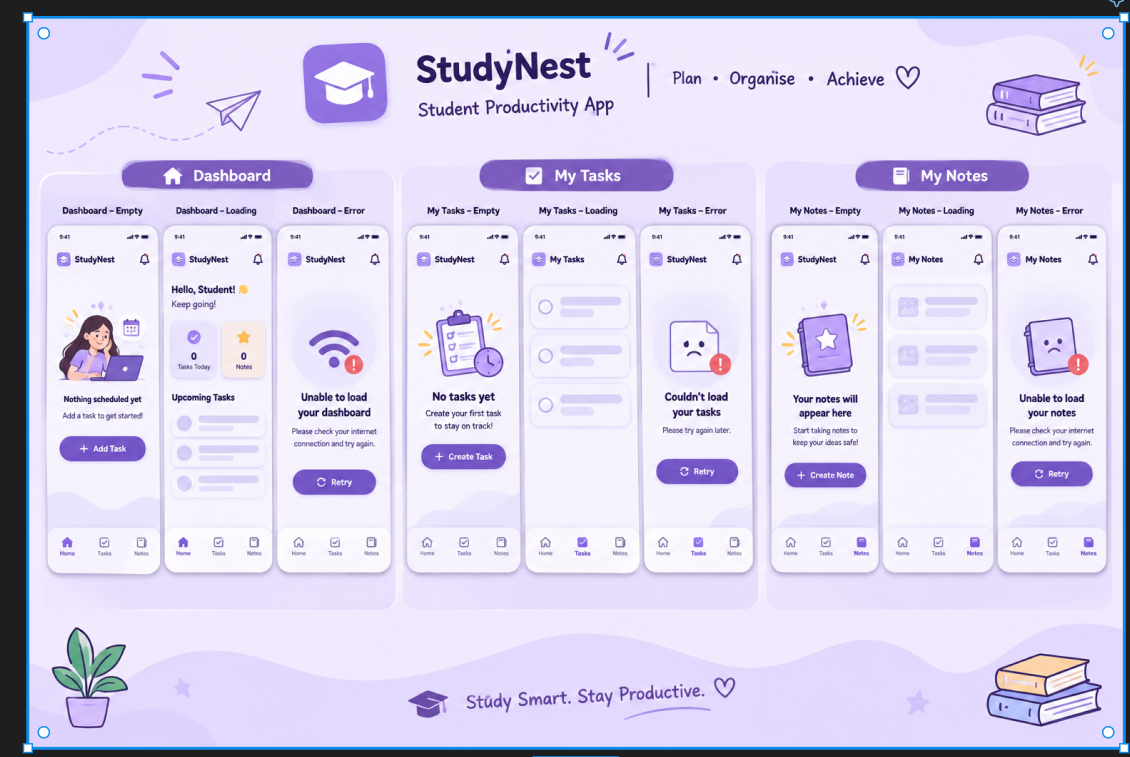 StudyNest
Student Productivity App
Plan • Organise • Achieve
Dashboard
Dashboard – Empty
9:41
StudyNest
Nothing scheduled yet
Add a task to get started!
+ Add Task
Home Tasks Notes
Dashboard – Loading
9:41
StudyNest
Hello, Student! 👋
Keep going!
0
Tasks Today
0
Notes
Upcoming Tasks
Home Tasks Notes
Dashboard – Error
9:41
StudyNest
!
Unable to load
your dashboard
Please check your internet
connection and try again.
Retry
Home Tasks Notes
My Tasks
My Tasks – Empty
9:41
StudyNest
No tasks yet
Create your first task
to stay on track!
+ Create Task
Home Tasks Notes
My Tasks – Loading
9:41
My Tasks
Home Tasks Notes
My Tasks – Error
9:41
StudyNest
!
Couldn't load
your tasks
Please try again later.
Retry
Home Tasks Notes
My Notes
My Notes – Empty
9:41
StudyNest
Your notes will
appear here
Start taking notes to
keep your ideas safe!
+ Create Note
Home Tasks Notes
My Notes – Loading
9:41
My Notes
Home Tasks Notes
My Notes – Error
9:41
My Notes
!
Unable to load
your notes
Please check your internet
connection and try again.
Retry
Home Tasks Notes
Study Smart. Stay Productive.